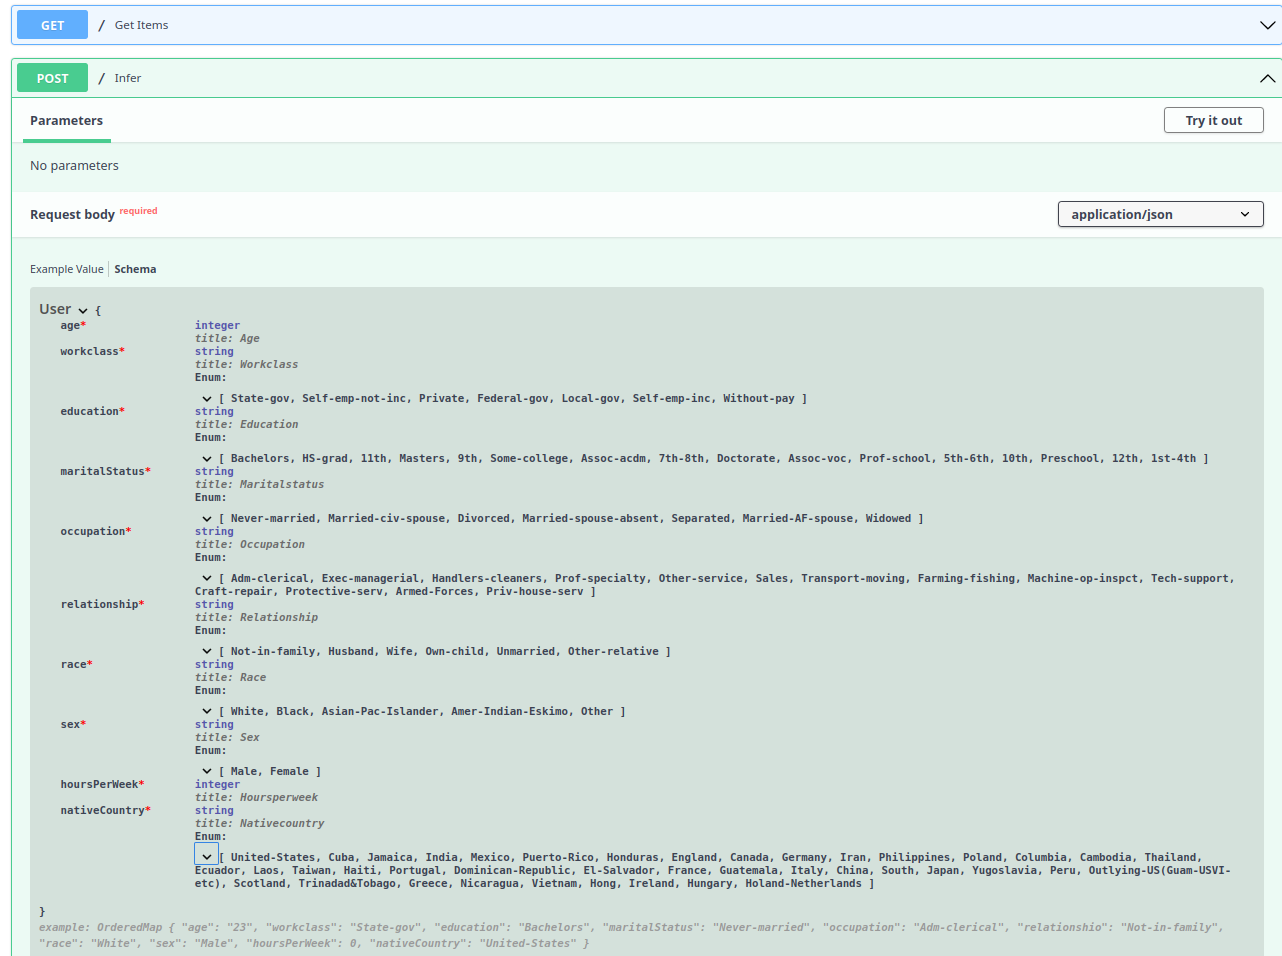 GET / Get Items
POST / Infer
Parameters Try it out
No parameters
Request body required application/json
Example Value Schema
User {
age* integer
title: Age
workclass* string
title: Workclass
Enum:
[ State-gov, Self-emp-not-inc, Private, Federal-gov, Local-gov, Self-emp-inc, Without-pay ]
education* string
title: Education
Enum:
[ Bachelors, HS-grad, 11th, Masters, 9th, Some-college, Assoc-acdm, 7th-8th, Doctorate, Assoc-voc, Prof-school, 5th-6th, 10th, Preschool, 12th, 1st-4th ]
maritalStatus* string
title: Maritalstatus
Enum:
[ Never-married, Married-civ-spouse, Divorced, Married-spouse-absent, Separated, Married-AF-spouse, Widowed ]
occupation* string
title: Occupation
Enum:
[ Adm-clerical, Exec-managerial, Handlers-cleaners, Prof-specialty, Other-service, Sales, Transport-moving, Farming-fishing, Machine-op-inspct, Tech-support,
Craft-repair, Protective-serv, Armed-Forces, Priv-house-serv ]
relationship* string
title: Relationship
Enum:
[ Not-in-family, Husband, Wife, Own-child, Unmarried, Other-relative ]
race* string
title: Race
Enum:
[ White, Black, Asian-Pac-Islander, Amer-Indian-Eskimo, Other ]
sex* string
title: Sex
Enum:
[ Male, Female ]
hoursPerWeek* integer
title: Hoursperweek
nativeCountry* string
title: Nativecountry
Enum:
[ United-States, Cuba, Jamaica, India, Mexico, Puerto-Rico, Honduras, England, Canada, Germany, Iran, Philippines, Poland, Columbia, Cambodia, Thailand,
Ecuador, Laos, Taiwan, Haiti, Portugal, Dominican-Republic, El-Salvador, France, Guatemala, Italy, China, South, Japan, Yugoslavia, Peru, Outlying-US(Guam-USVI-
etc), Scotland, Trinadad&Tobago, Greece, Nicaragua, Vietnam, Hong, Ireland, Hungary, Holand-Netherlands ]
}
example: OrderedMap { "age": "23", "workclass": "State-gov", "education": "Bachelors", "maritalStatus": "Never-married", "occupation": "Adm-clerical", "relationshio": "Not-in-family",
"race": "White", "sex": "Male", "hoursPerWeek": 0, "nativeCountry": "United-States" }